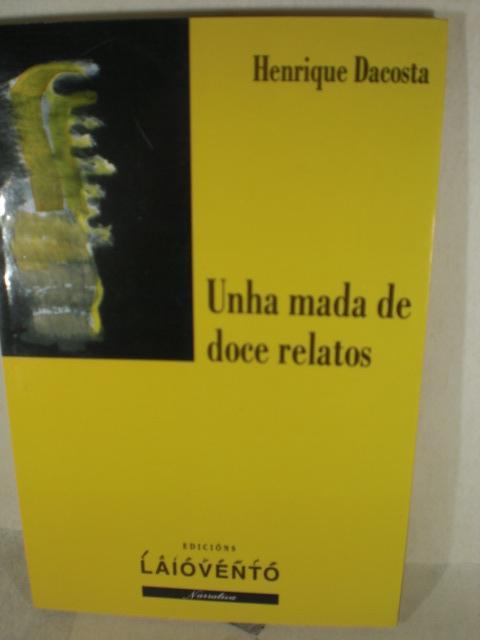 Henrique Dacosta
Unha mada de
doce relatos
EDICIÓNS
LAIOVENTO
Narrativa